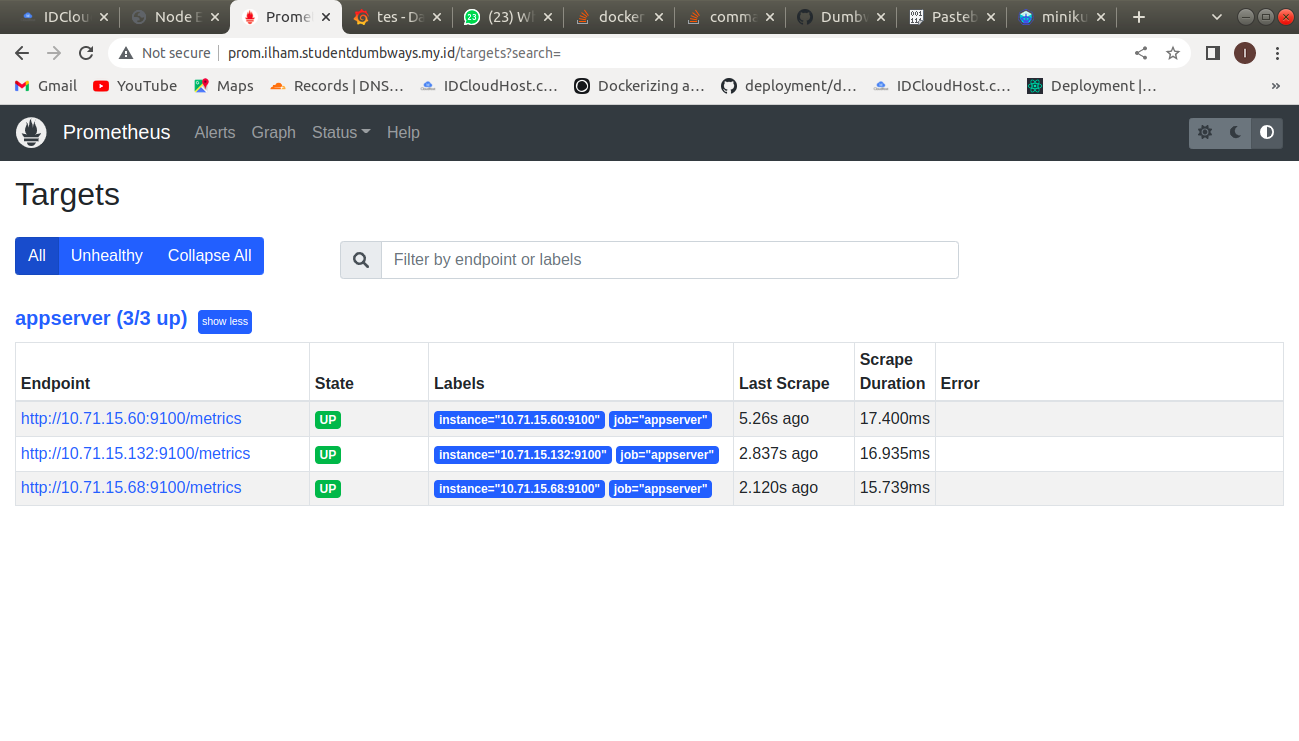 IDClou Node E Prome tes - Da (23) Wh docker comma Dumbw Pasteb miniku
Not secure prom.ilham.studentdumbways.my.id/targets?search= I
Gmail YouTube Maps Records | DNS… IDCloudHost.c… Dockerizing a… deployment/d… IDCloudHost.c… Deployment |… »
Prometheus Alerts Graph Status Help
Targets
All Unhealthy Collapse All Filter by endpoint or labels
appserver (3/3 up) show less
Endpoint State Labels Last Scrape Scrape Duration Error
http://10.71.15.60:9100/metrics UP instance="10.71.15.60:9100" job="appserver" 5.26s ago 17.400ms
http://10.71.15.132:9100/metrics UP instance="10.71.15.132:9100" job="appserver" 2.837s ago 16.935ms
http://10.71.15.68:9100/metrics UP instance="10.71.15.68:9100" job="appserver" 2.120s ago 15.739ms